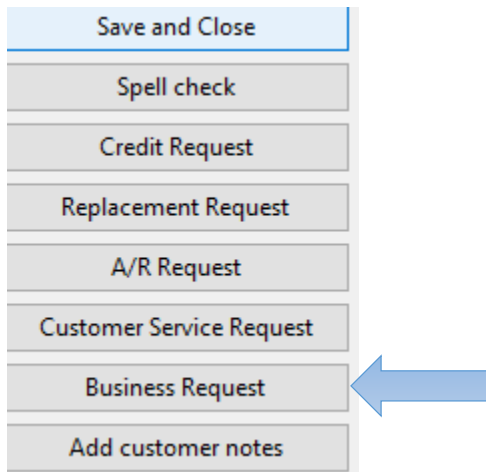 Save and Close
Spell check
Credit Request
Replacement Request
A/R Request
Customer Service Request
Business Request
Add customer notes